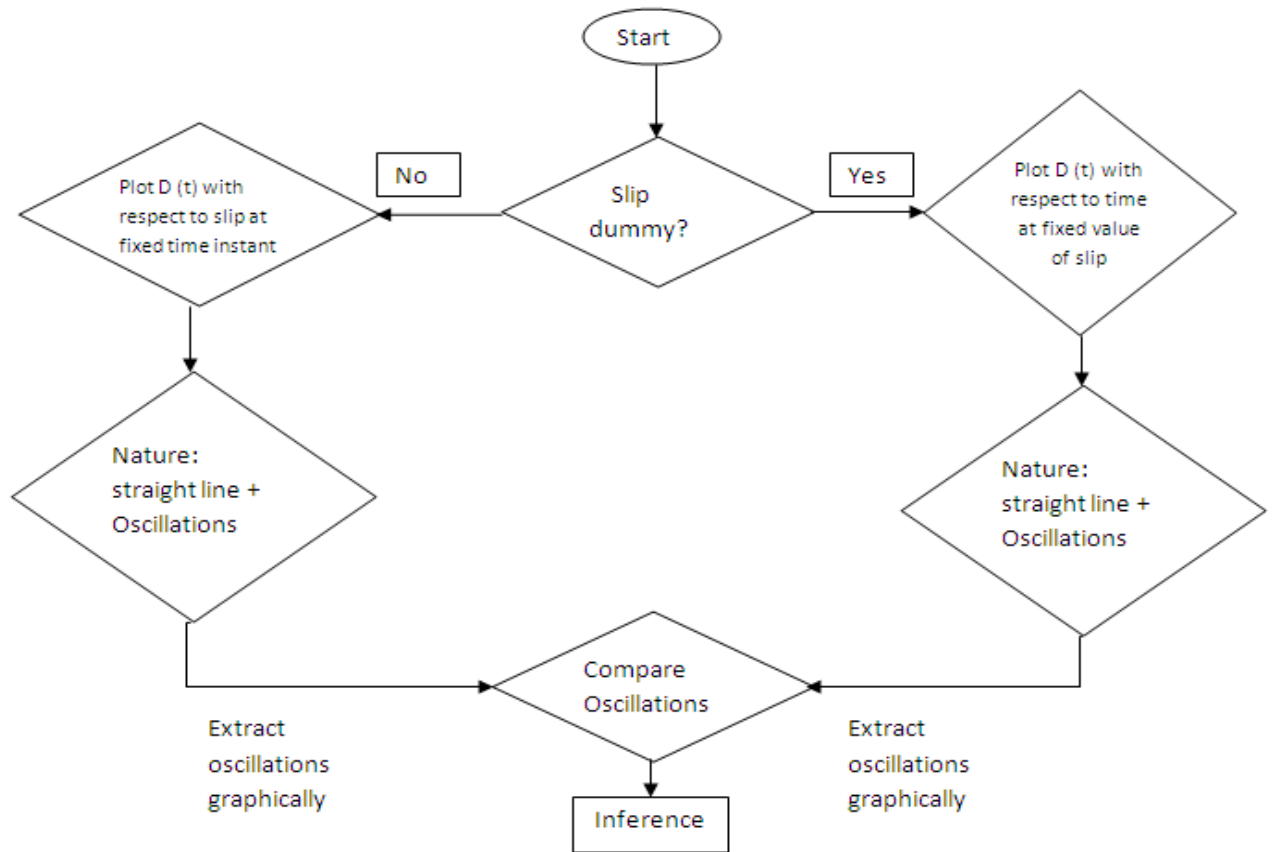 Start
No
Slip
dummy?
Yes
Plot D (t) with
respect to slip at
fixed time instant
Plot D (t) with
respect to time
at fixed value
of slip
Nature:
straight line +
Oscillations
Nature:
straight line +
Oscillations
Compare
Oscillations
Extract
oscillations
graphically
Extract
oscillations
graphically
Inference